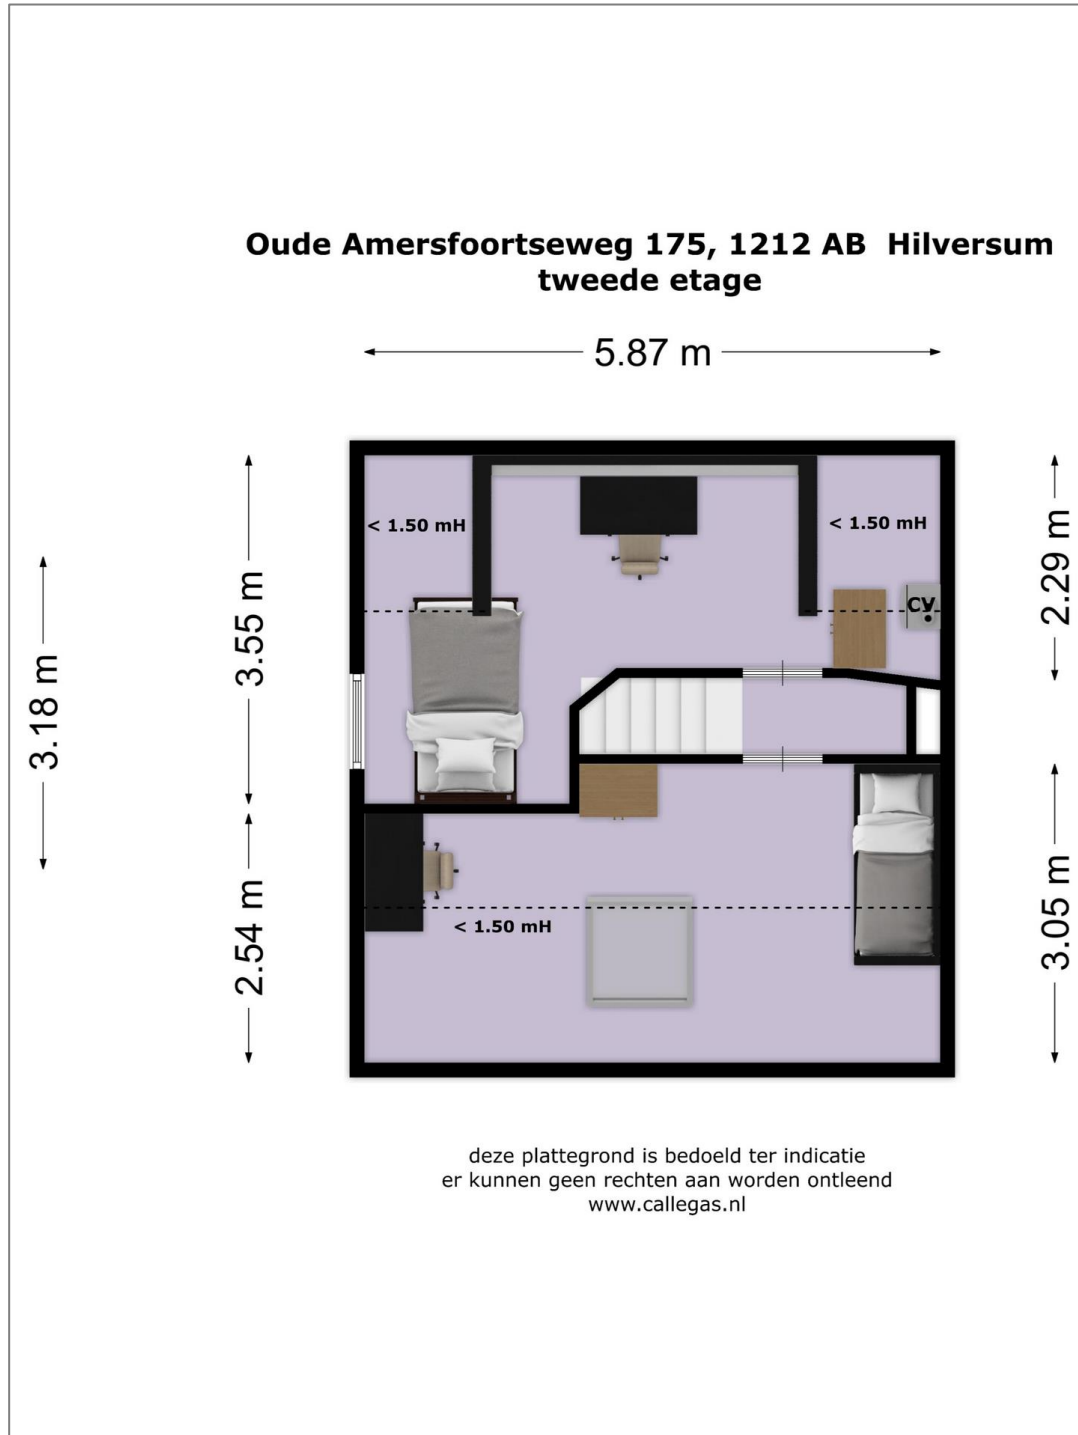 Oude Amersfoortseweg 175, 1212 AB Hilversum
tweede etage
5.87 m
< 1.50 mH
< 1.50 mH
2.29 m
3.55 m
3.18 m
CV
2.54 m
< 1.50 mH
3.05 m
deze plattegrond is bedoeld ter indicatie
er kunnen geen rechten aan worden ontleend
www.callegas.nl